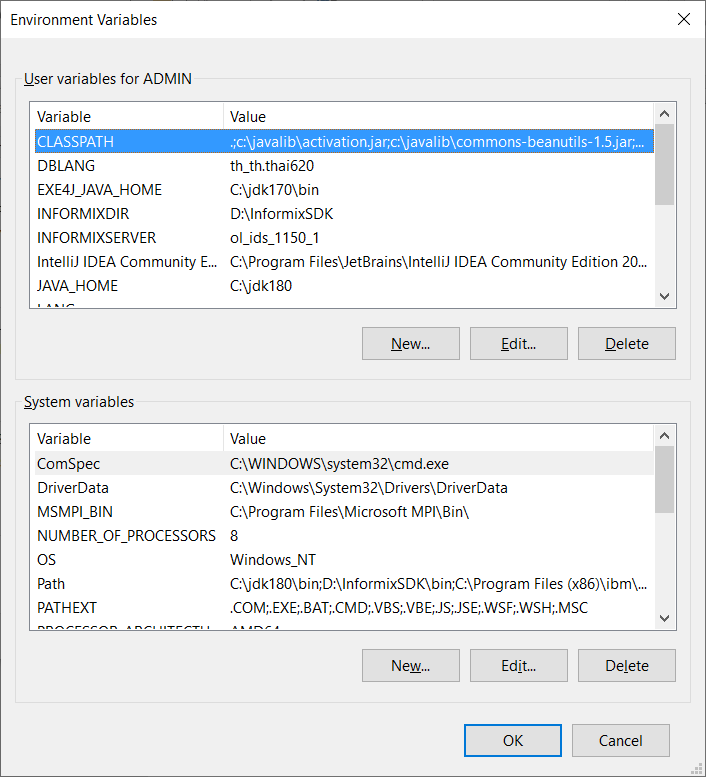 Environment Variables
User variables for ADMIN
Variable Value
CLASSPATH .;c:\javalib\activation.jar;c:\javalib\commons-beanutils-1.5.jar;...
DBLANG th_th.thai620
EXE4J_JAVA_HOME C:\jdk170\bin
INFORMIXDIR D:\InformixSDK
INFORMIXSERVER ol_ids_1150_1
IntelliJ IDEA Community E... C:\Program Files\JetBrains\IntelliJ IDEA Community Edition 20...
JAVA_HOME C:\jdk180
New... Edit... Delete
System variables
Variable Value
ComSpec C:\WINDOWS\system32\cmd.exe
DriverData C:\Windows\System32\Drivers\DriverData
MSMPI_BIN C:\Program Files\Microsoft MPI\Bin\
NUMBER_OF_PROCESSORS 8
OS Windows_NT
Path C:\jdk180\bin;D:\InformixSDK\bin;C:\Program Files (x86)\ibm\...
PATHEXT .COM;.EXE;.BAT;.CMD;.VBS;.VBE;.JS;.JSE;.WSF;.WSH;.MSC
New... Edit... Delete
OK Cancel